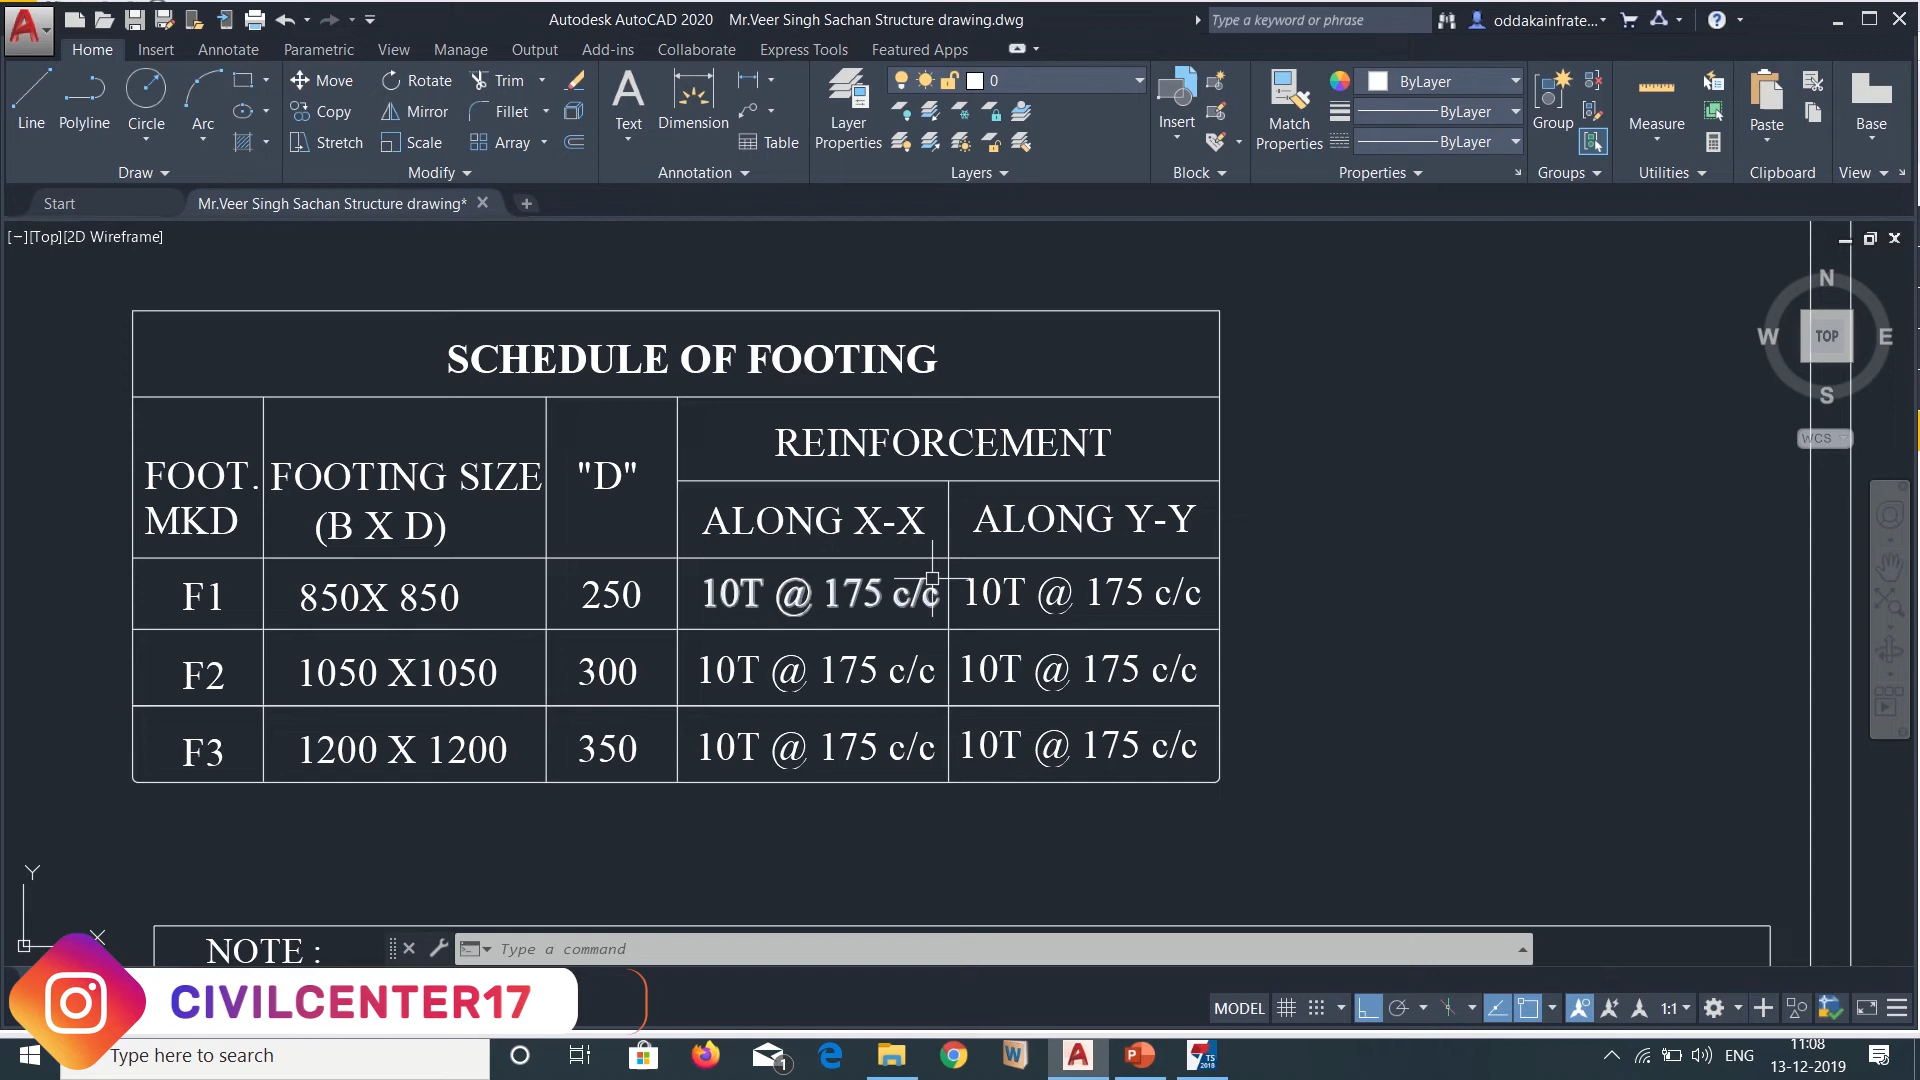 Autodesk AutoCAD 2020 Mr.Veer Singh Sachan Structure drawing.dwg
Type a keyword or phrase
oddakainfrate...
Home Insert Annotate Parametric View Manage Output Add-ins Collaborate Express Tools Featured Apps
Line Polyline Circle Arc
Move Rotate Trim
Copy Mirror Fillet
Stretch Scale Array
Text Dimension Table
Layer Properties
0
Insert
Match Properties
ByLayer
ByLayer
ByLayer
Group
Measure
Paste
Base
Draw Modify Annotation Layers Block Properties Groups Utilities Clipboard View
Start Mr.Veer Singh Sachan Structure drawing*
[−][Top][2D Wireframe]
N
W TOP E
S
WCS
SCHEDULE OF FOOTING
FOOT. MKD
FOOTING SIZE (B X D)
"D"
REINFORCEMENT
ALONG X-X ALONG Y-Y
F1 850X 850 250 10T @ 175 c/c 10T @ 175 c/c
F2 1050 X1050 300 10T @ 175 c/c 10T @ 175 c/c
F3 1200 X 1200 350 10T @ 175 c/c 10T @ 175 c/c
Y
X
NOTE :
Type a command
CIVILCENTER17
MODEL 1:1
Type here to search
1
W
A
P
TS 2018
ENG
11:08
13-12-2019